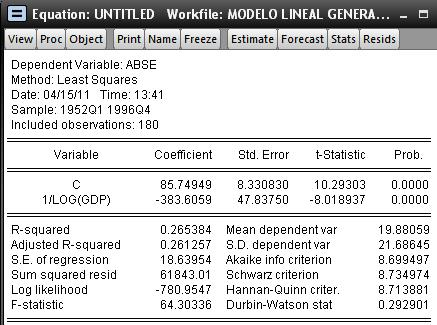 Equation: UNTITLED Workfile: MODELO LINEAL GENERA...
View Proc Object Print Name Freeze Estimate Forecast Stats Resids
Dependent Variable: ABSE
Method: Least Squares
Date: 04/15/11 Time: 13:41
Sample: 1952Q1 1996Q4
Included observations: 180
Variable Coefficient Std. Error t-Statistic Prob.
C 85.74949 8.330830 10.29303 0.0000
1/LOG(GDP) -383.6059 47.83750 -8.018937 0.0000
R-squared 0.265384 Mean dependent var 19.88059
Adjusted R-squared 0.261257 S.D. dependent var 21.68645
S.E. of regression 18.63954 Akaike info criterion 8.699497
Sum squared resid 61843.01 Schwarz criterion 8.734974
Log likelihood -780.9547 Hannan-Quinn criter. 8.713881
F-statistic 64.30336 Durbin-Watson stat 0.292901